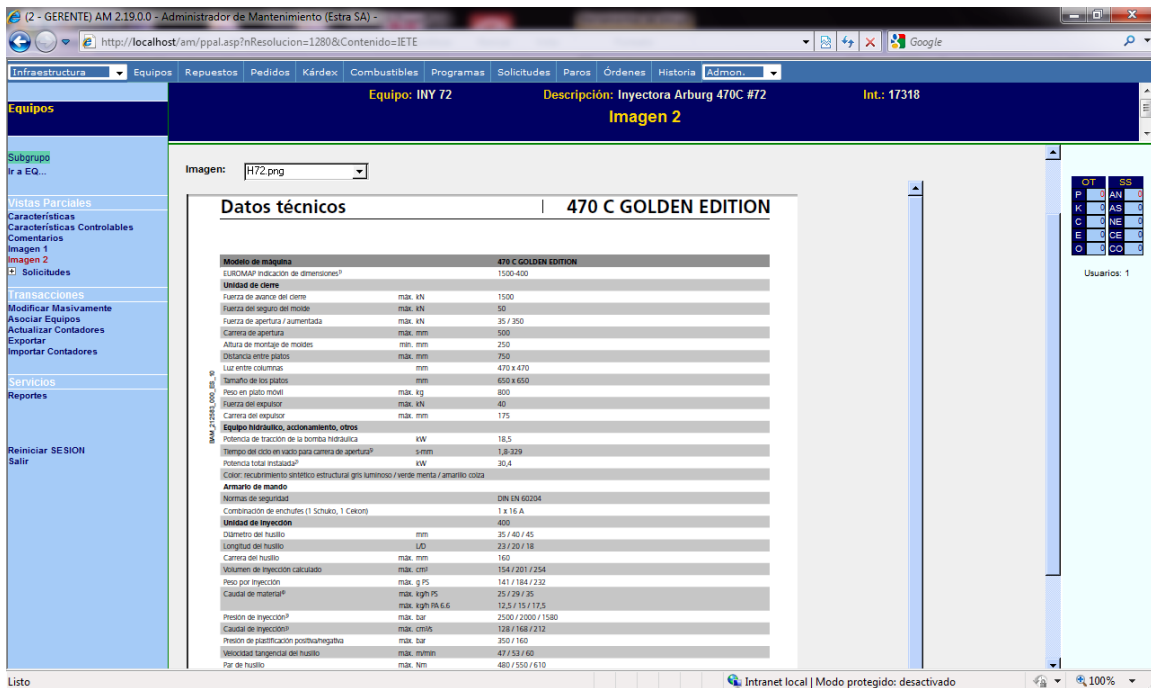 (2 - GERENTE) AM 2.19.0.0 - Administrador de Mantenimiento (Estra SA) -
http://localhost/am/ppal.asp?nResolucion=1280&Contenido=IETE
Google
Infraestructura Equipos Repuestos Pedidos Kárdex Combustibles Programas Solicitudes Paros Órdenes Historia Admon.
Equipos
Equipo: INY 72 Descripción: Inyectora Arburg 470C #72 Int.: 17318
Imagen 2
Subgrupo
Ir a EQ...
Vistas Parciales
Características
Características Controlables
Comentarios
Imagen 1
Imagen 2
Solicitudes
Transacciones
Modificar Masivamente
Asociar Equipos
Actualizar Contadores
Exportar
Importar Contadores
Servicios
Reportes
Reiniciar SESION
Salir
Imagen: H72.png
Datos técnicos | 470 C GOLDEN EDITION
Modelo de máquina 470 C GOLDEN EDITION
EUROMAP indicación de dimensiones¹⁾ 1500-400
Unidad de cierre
Fuerza de avance del cierre máx. kN 1500
Fuerza del seguro del molde máx. kN 50
Fuerza de apertura / aumentada máx. kN 35 / 350
Carrera de apertura máx. mm 500
Altura de montaje de moldes mín. mm 250
Distancia entre platos máx. mm 750
Luz entre columnas mm 470 x 470
Tamaño de los platos mm 650 x 650
Peso en plato móvil máx. kg 800
Fuerza del expulsor máx. kN 40
Carrera del expulsor máx. mm 175
Equipo hidráulico, accionamiento, otros
Potencia de tracción de la bomba hidráulica kW 18,5
Tiempo del ciclo en vacío para carrera de apertura s-mm 1,8-329
Potencia total instalada kW 30,4
Color: recubrimiento sintético estructural gris luminoso / verde menta / amarillo colza
Armario de mando
Normas de seguridad DIN EN 60204
Combinación de enchufes (1 Schuko, 1 Cekon) 1 x 16 A
Unidad de inyección 400
Diámetro del husillo mm 35 / 40 / 45
Longitud del husillo L/D 23 / 20 / 18
Carrera del husillo máx. mm 160
Volumen de inyección calculado máx. cm³ 154 / 201 / 254
Peso por inyección máx. g PS 141 / 184 / 232
Caudal de material máx. kg/h PS 25 / 29 / 35
máx. kg/h PA 6.6 12,5 / 15 / 17,5
Presión de inyección máx. bar 2500 / 2000 / 1580
Caudal de inyección máx. cm³/s 128 / 168 / 212
Presión de plastificación positiva/negativa máx. bar 350 / 160
Velocidad tangencial del husillo máx. m/min 47 / 53 / 60
Par de husillo máx. Nm 480 / 550 / 610
OT SS
P 0 AN 0
K 0 AS 0
C 0 NE 0
E 0 CE 0
O 0 CO 0
Usuarios: 1
Listo Intranet local | Modo protegido: desactivado 100%